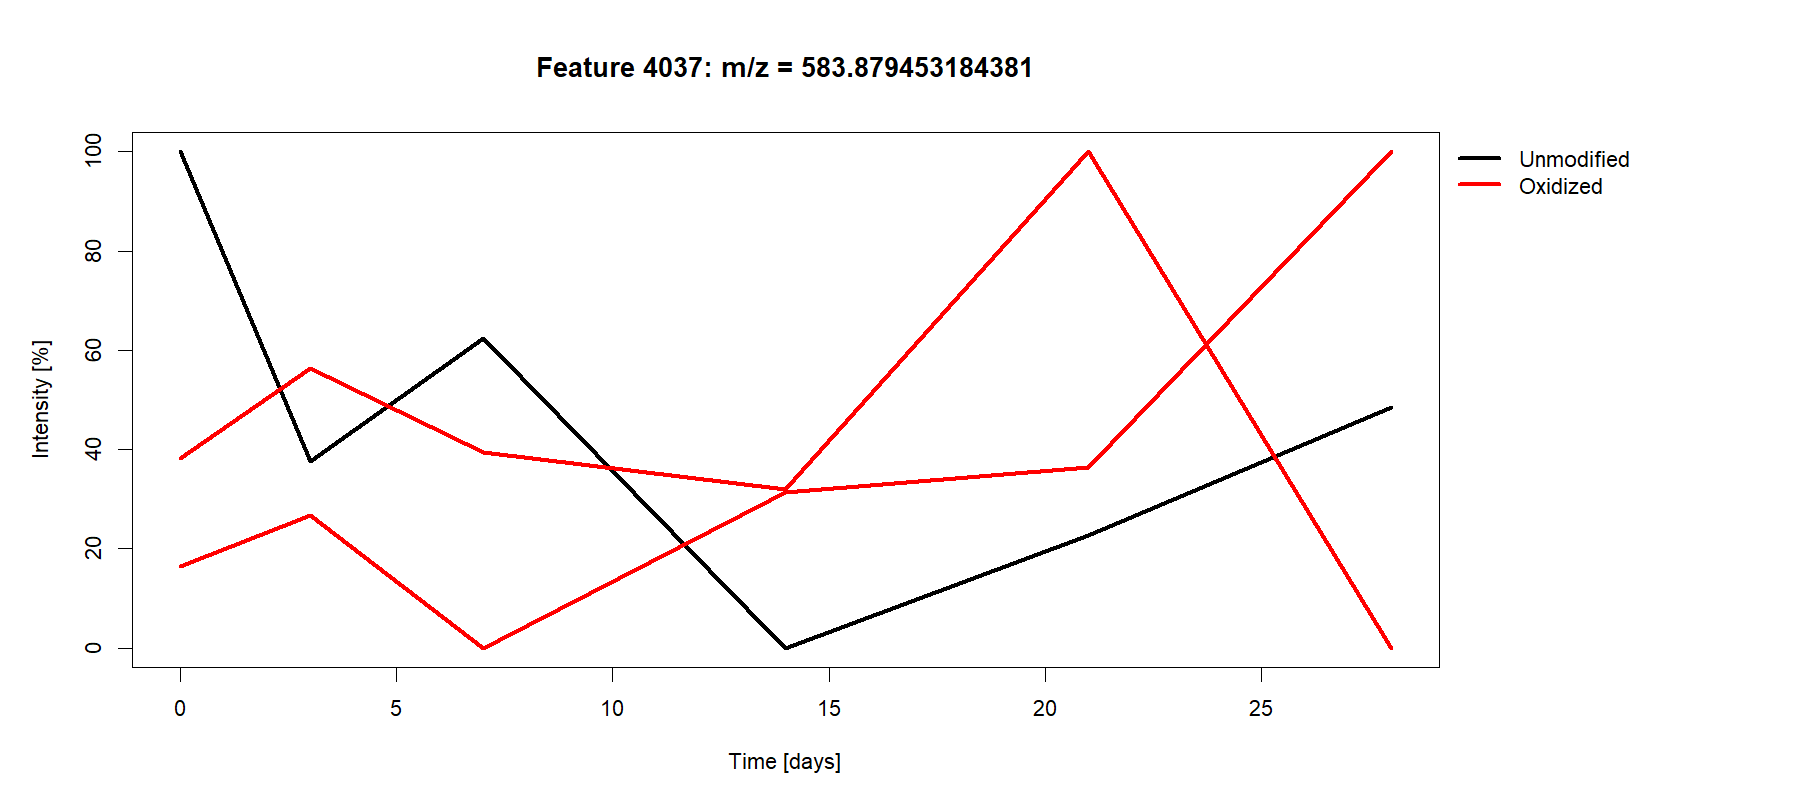 Feature 4037: m/z = 583.879453184381
Unmodified
Oxidized
Intensity [%]
100
80
60
40
20
0
0 5 10 15 20 25
Time [days]